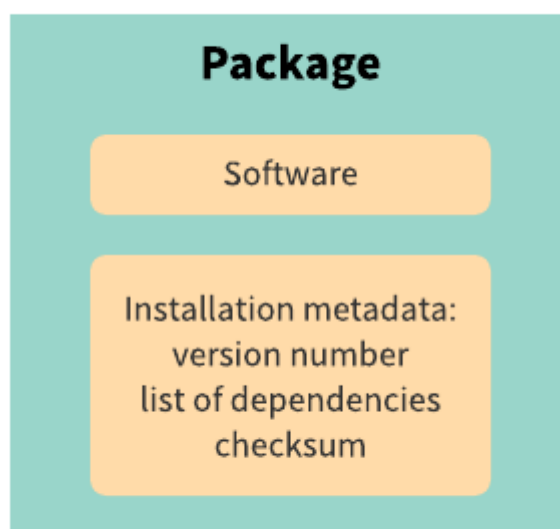 Package
Software
Installation metadata:
version number
list of dependencies
checksum